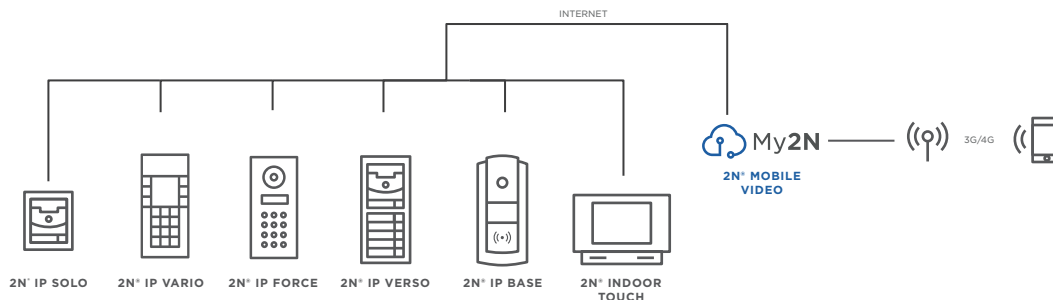 INTERNET
My2N
3G/4G
2N® MOBILE
VIDEO
2N® IP SOLO
2N® IP VARIO
2N® IP FORCE
2N® IP VERSO
2N® IP BASE
2N® INDOOR
TOUCH